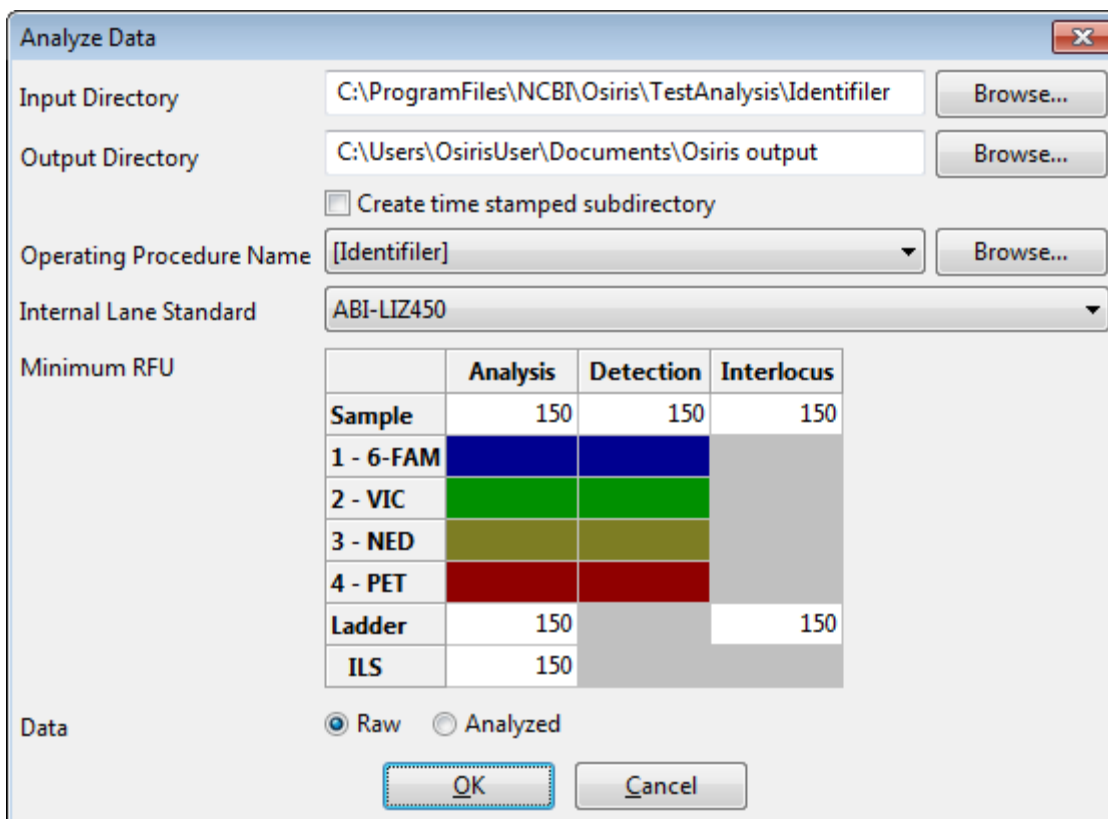 Analyze Data
Input Directory C:\ProgramFiles\NCBI\Osiris\TestAnalysis\Identifiler Browse...
Output Directory C:\Users\OsirisUser\Documents\Osiris output Browse...
Create time stamped subdirectory
Operating Procedure Name [Identifiler] Browse...
Internal Lane Standard ABI-LIZ450
Minimum RFU Analysis Detection Interlocus
Sample 150 150 150
1 - 6-FAM
2 - VIC
3 - NED
4 - PET
Ladder 150 150
ILS 150
Data Raw Analyzed
OK Cancel